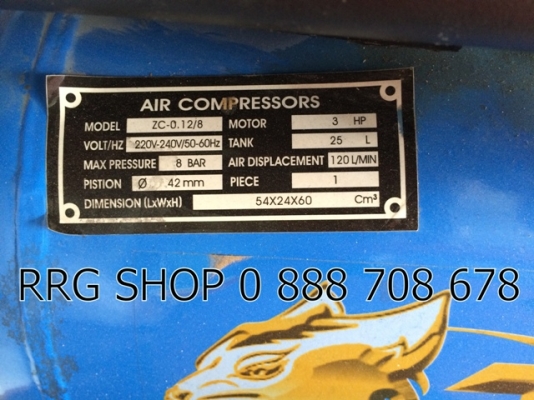 AIR COMPRESSORS
MODEL ZC-0.12/8 MOTOR 3 HP
VOLT/HZ 220V-240V/50-60Hz TANK 25 L
MAX PRESSURE 8 BAR AIR DISPLACEMENT 120 L/MIN
PISTION Ø 42 mm PIECE 1
DIMENSION (LxWxH) 54X24X60 Cm³
RRG SHOP 0 888 708 678